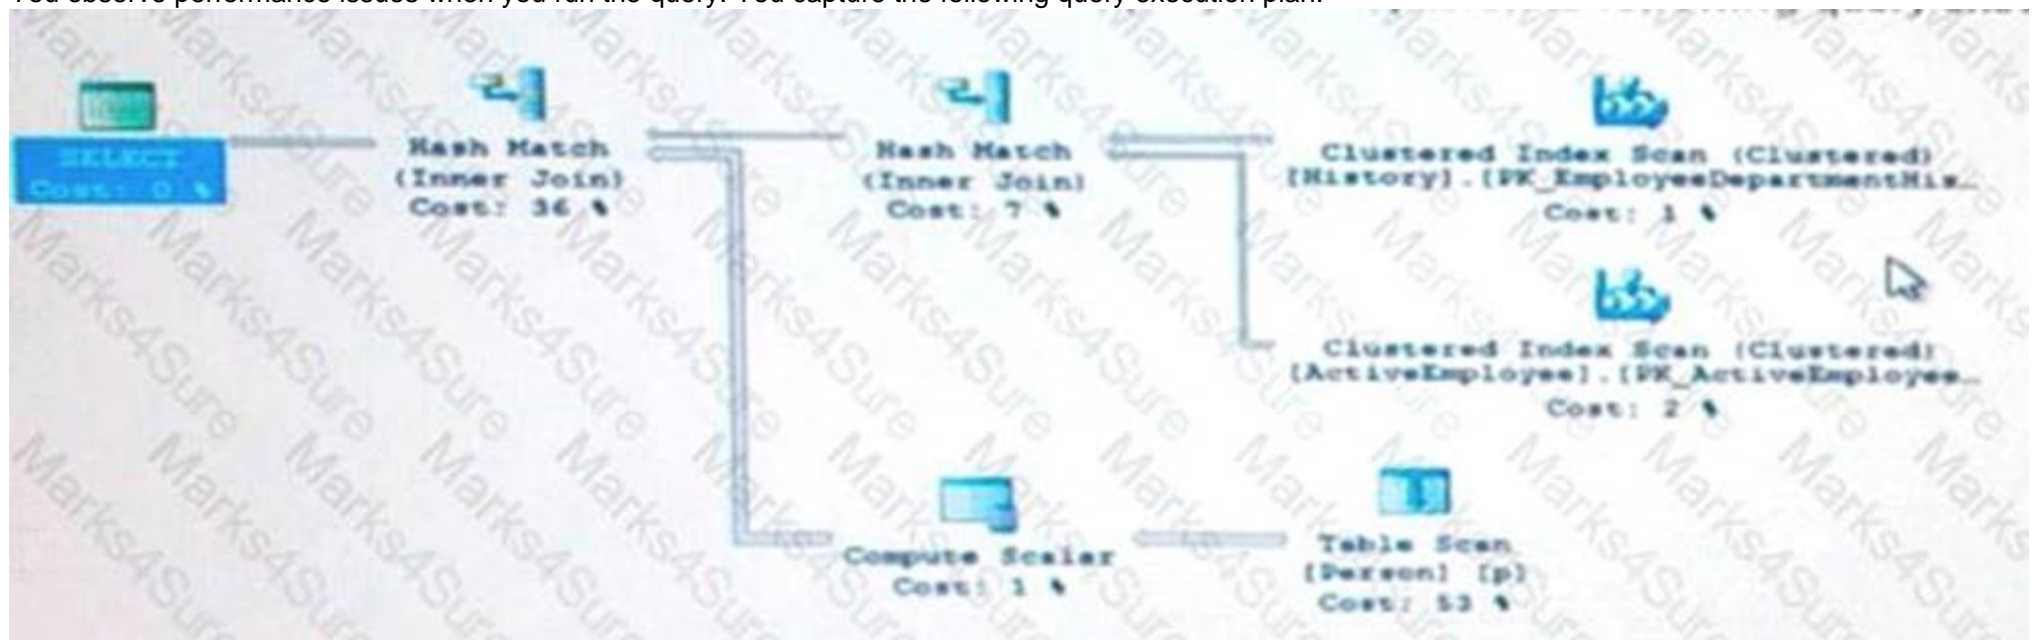 You observe performance issues when you run the query. You capture the following query execution plan:
SELECT
Cost: 0 %
Hash Match
(Inner Join)
Cost: 36 %
Hash Match
(Inner Join)
Cost: 7 %
Clustered Index Scan (Clustered)
[History].[PK_EmployeeDepartmentHis…
Cost: 1 %
Clustered Index Scan (Clustered)
[ActiveEmployee].[PK_ActiveEmployee…
Cost: 2 %
Compute Scalar
Cost: 1 %
Table Scan
[Person] [p]
Cost: 53 %
Marks4Sure